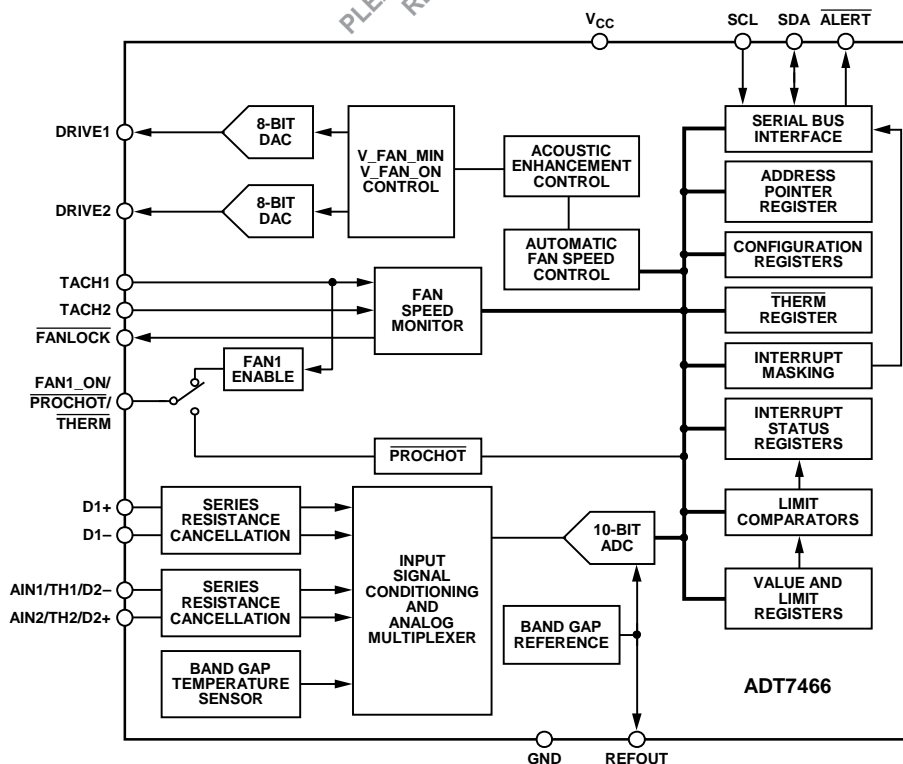 PLE
RE
VCC
SCL
SDA
ALERT
DRIVE1
8-BIT
DAC
V_FAN_MIN
V_FAN_ON
CONTROL
ACOUSTIC
ENHANCEMENT
CONTROL
SERIAL BUS
INTERFACE
ADDRESS
POINTER
REGISTER
DRIVE2
8-BIT
DAC
AUTOMATIC
FAN SPEED
CONTROL
CONFIGURATION
REGISTERS
TACH1
TACH2
FANLOCK
FAN
SPEED
MONITOR
THERM
REGISTER
FAN1
ENABLE
INTERRUPT
MASKING
FAN1_ON/
PROCHOT/
THERM
INTERRUPT
STATUS
REGISTERS
PROCHOT
D1+
D1–
SERIES
RESISTANCE
CANCELLATION
INPUT
SIGNAL
CONDITIONING
AND
ANALOG
MULTIPLEXER
10-BIT
ADC
LIMIT
COMPARATORS
AIN1/TH1/D2–
AIN2/TH2/D2+
SERIES
RESISTANCE
CANCELLATION
VALUE AND
LIMIT
REGISTERS
BAND GAP
REFERENCE
BAND GAP
TEMPERATURE
SENSOR
ADT7466
GND
REFOUT